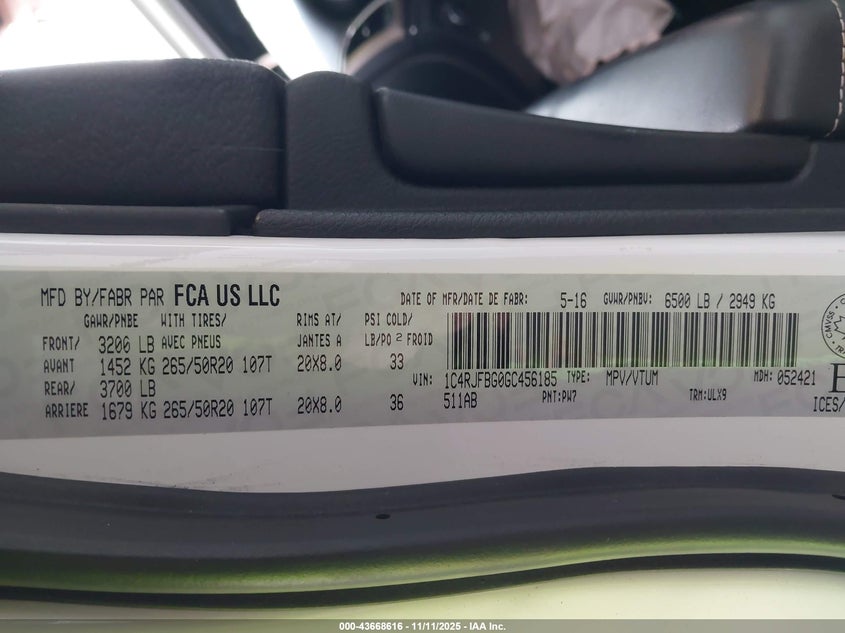 MFD BY/FABR PAR FCA US LLC
DATE OF MFR/DATE DE FABR: 5-16 GVWR/PNBV: 6500 LB / 2949 KG
GAWR/PNBE WITH TIRES/ RIMS AT/ PSI COLD/
FRONT/ 3200 LB AVEC PNEUS JANTES A LB/PO2 FROID
AVANT 1452 KG 265/50R20 107T 20X8.0 33
REAR/ 3700 LB
ARRIERE 1679 KG 265/50R20 107T 20X8.0 36
VIN: 1C4RJFBG0GC456185 TYPE: MPV/VTUM MDH: 052421
511AB PNT:PW7 TRM:ULX9
CMVSS
ICES/
000-43668616 - 11/11/2025 - IAA Inc.